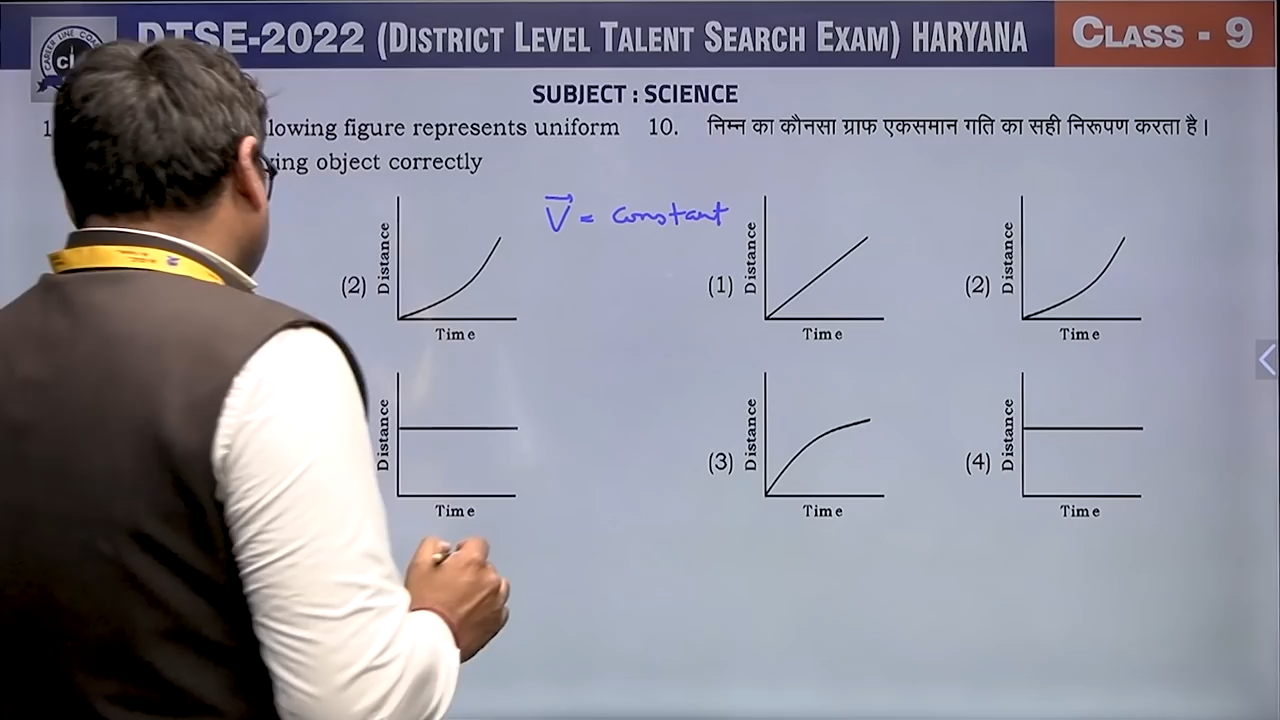 DTSE-2022 (DISTRICT LEVEL TALENT SEARCH EXAM) HARYANA
CLASS - 9
SUBJECT : SCIENCE
figure represents uniform
object correctly
10. निम्न का कौनसा ग्राफ एकसमान गति का सही निरूपण करता है।
V = constant
(2) Distance Time
(1) Distance Time
(2) Distance Time
Distance Time
(3) Distance Time
(4) Distance Time